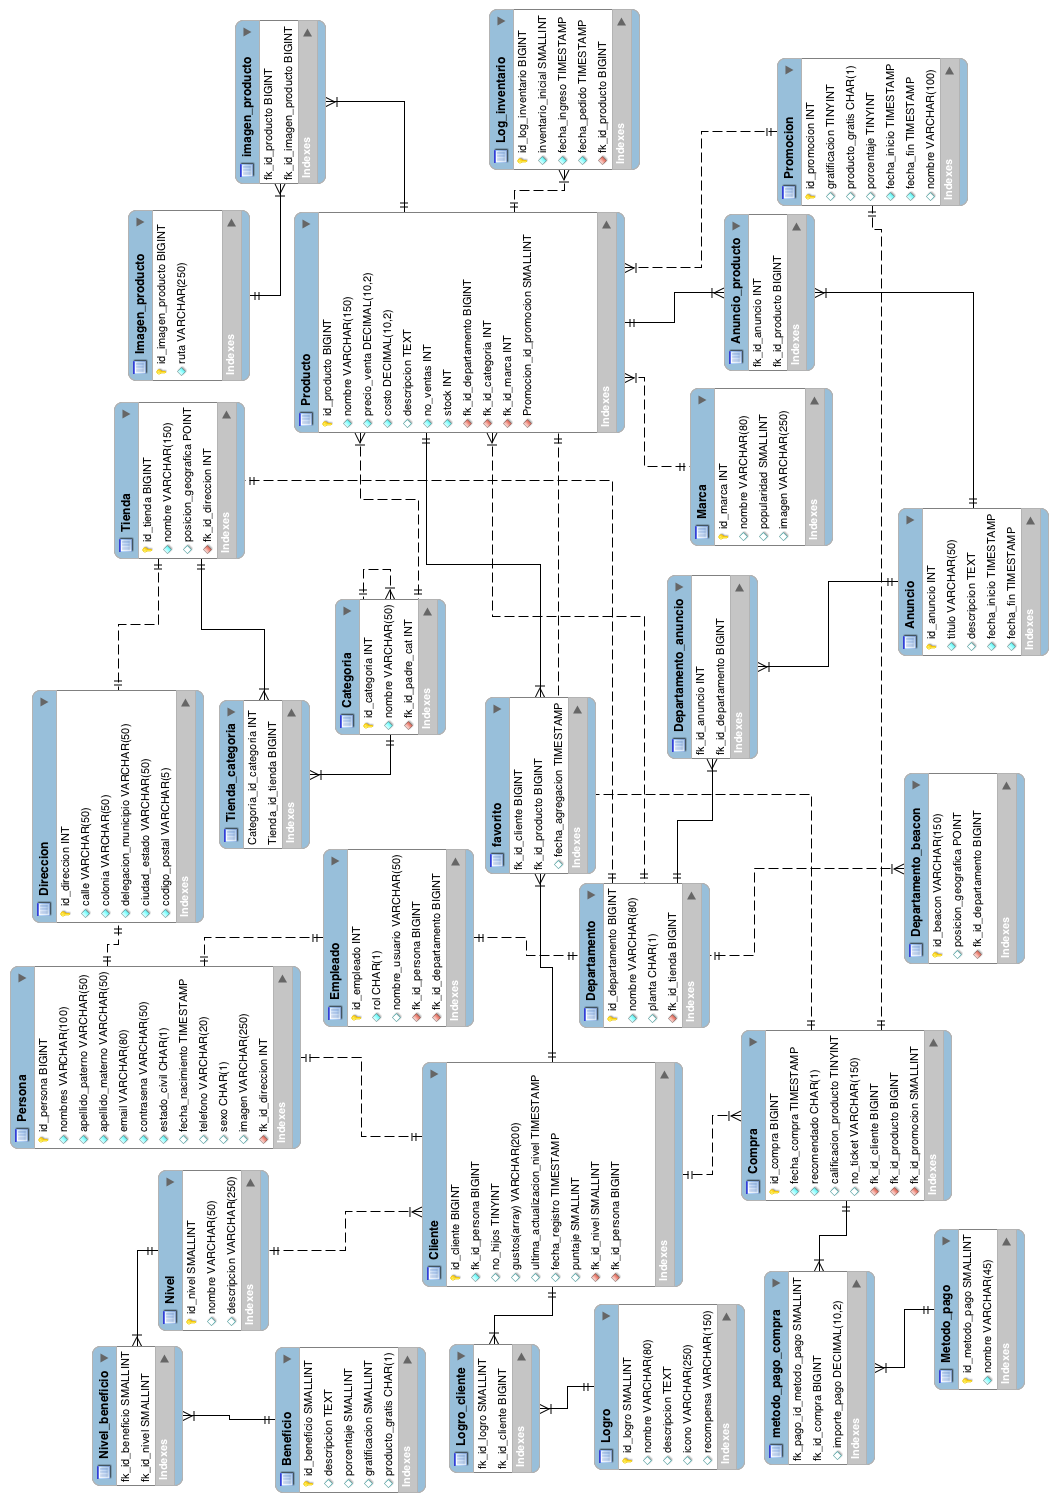 Persona
id_persona BIGINT
nombres VARCHAR(100)
apellido_paterno VARCHAR(50)
apellido_materno VARCHAR(50)
email VARCHAR(80)
contrasena VARCHAR(50)
estado_civil CHAR(1)
fecha_nacimiento TIMESTAMP
telefono VARCHAR(20)
sexo CHAR(1)
imagen VARCHAR(250)
fk_id_direccion INT
Indexes
Direccion
id_direccion INT
calle VARCHAR(50)
colonia VARCHAR(50)
delegacion_municipio VARCHAR(50)
ciudad_estado VARCHAR(50)
codigo_postal VARCHAR(5)
Indexes
Tienda
id_tienda BIGINT
nombre VARCHAR(150)
posicion_geografica POINT
fk_id_direccion INT
Indexes
Imagen_producto
id_imagen_producto BIGINT
ruta VARCHAR(250)
Indexes
imagen_producto
fk_id_producto BIGINT
fk_id_imagen_producto BIGINT
Indexes
Nivel_beneficio
fk_id_beneficio SMALLINT
fk_id_nivel SMALLINT
Indexes
Nivel
id_nivel SMALLINT
nombre VARCHAR(50)
descripcion VARCHAR(250)
Indexes
Tienda_categoria
Categoria_id_categoria INT
Tienda_id_tienda BIGINT
Indexes
Beneficio
id_beneficio SMALLINT
descripcion TEXT
porcentaje SMALLINT
gratificacion SMALLINT
producto_gratis CHAR(1)
Indexes
Empleado
id_empleado INT
rol CHAR(1)
nombre_usuario VARCHAR(50)
fk_id_persona BIGINT
fk_id_departamento BIGINT
Indexes
Categoria
id_categoria INT
nombre VARCHAR(50)
fk_id_padre_cat INT
Indexes
Producto
id_producto BIGINT
nombre VARCHAR(150)
precio_venta DECIMAL(10,2)
costo DECIMAL(10,2)
descripcion TEXT
no_ventas INT
stock INT
fk_id_departamento BIGINT
fk_id_categoria INT
fk_id_marca INT
Promocion_id_promocion SMALLINT
Indexes
Log_inventario
id_log_inventario BIGINT
inventario_inicial SMALLINT
fecha_ingreso TIMESTAMP
fecha_pedido TIMESTAMP
fk_id_producto BIGINT
Indexes
Cliente
id_cliente BIGINT
fk_id_persona BIGINT
no_hijos TINYINT
gustos(array) VARCHAR(200)
ultima_actualizacion_nivel TIMESTAMP
fecha_registro TIMESTAMP
puntaje SMALLINT
fk_id_nivel SMALLINT
fk_id_persona BIGINT
Indexes
Logro_cliente
fk_id_logro SMALLINT
fk_id_cliente BIGINT
Indexes
favorito
fk_id_cliente BIGINT
fk_id_producto BIGINT
fecha_agregacion TIMESTAMP
Indexes
Logro
id_logro SMALLINT
nombre VARCHAR(80)
descripcion TEXT
icono VARCHAR(250)
recompensa VARCHAR(150)
Indexes
Departamento
id_departamento BIGINT
nombre VARCHAR(80)
planta CHAR(1)
fk_id_tienda BIGINT
Indexes
Departamento_anuncio
fk_id_anuncio INT
fk_id_departamento BIGINT
Indexes
Marca
id_marca INT
nombre VARCHAR(80)
popularidad SMALLINT
imagen VARCHAR(250)
Indexes
Anuncio_producto
fk_id_anuncio INT
fk_id_producto BIGINT
Indexes
Promocion
id_promocion INT
gratificacion TINYINT
producto_gratis CHAR(1)
porcentaje TINYINT
fecha_inicio TIMESTAMP
fecha_fin TIMESTAMP
nombre VARCHAR(100)
Indexes
metodo_pago_compra
fk_pago_id_metodo_pago SMALLINT
fk_id_compra BIGINT
importe_pago DECIMAL(10,2)
Indexes
Compra
id_compra BIGINT
fecha_compra TIMESTAMP
recomendado CHAR(1)
calificacion_producto TINYINT
no_ticket VARCHAR(150)
fk_id_cliente BIGINT
fk_id_producto BIGINT
fk_id_promocion SMALLINT
Indexes
Metodo_pago
id_metodo_pago SMALLINT
nombre VARCHAR(45)
Indexes
Departamento_beacon
id_beacon VARCHAR(150)
posicion_geografica POINT
fk_id_departamento BIGINT
Indexes
Anuncio
id_anuncio INT
titulo VARCHAR(50)
descripcion TEXT
fecha_inicio TIMESTAMP
fecha_fin TIMESTAMP
Indexes